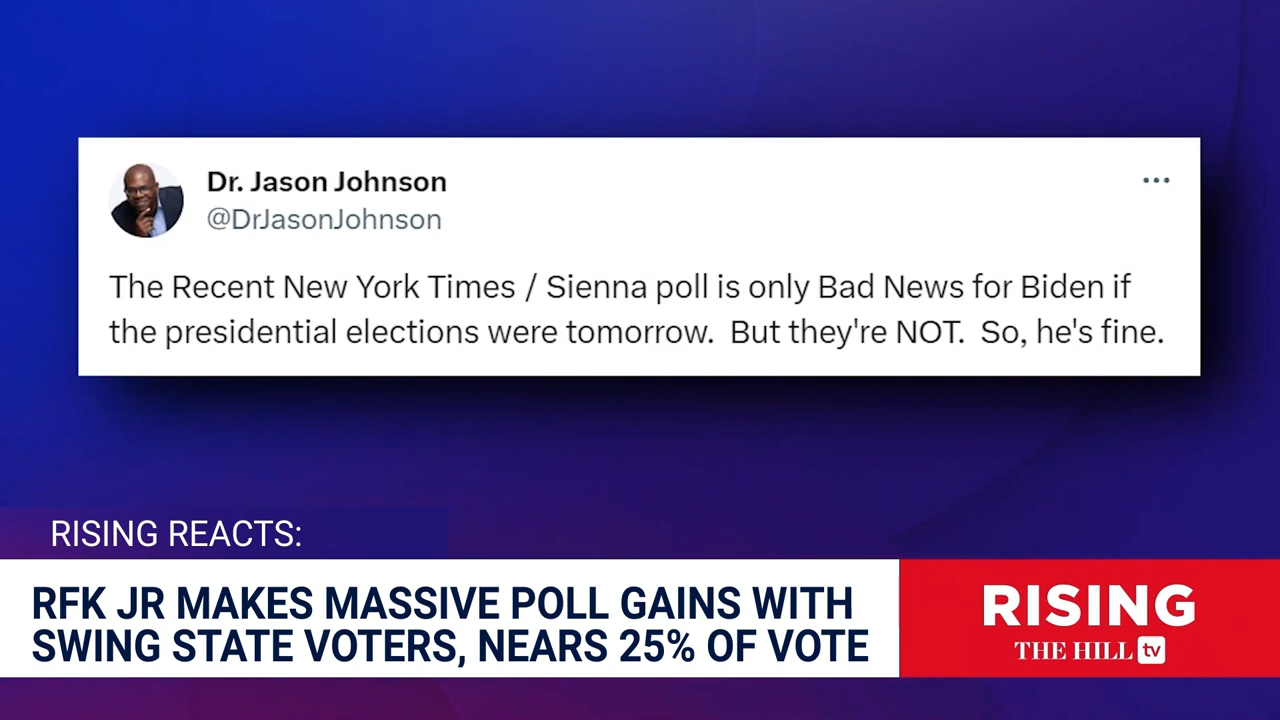 Dr. Jason Johnson
@DrJasonJohnson
The Recent New York Times / Sienna poll is only Bad News for Biden if
the presidential elections were tomorrow.  But they're NOT.  So, he's fine.
RISING REACTS:
RFK JR MAKES MASSIVE POLL GAINS WITH
SWING STATE VOTERS, NEARS 25% OF VOTE
RISING
THE HILL tv